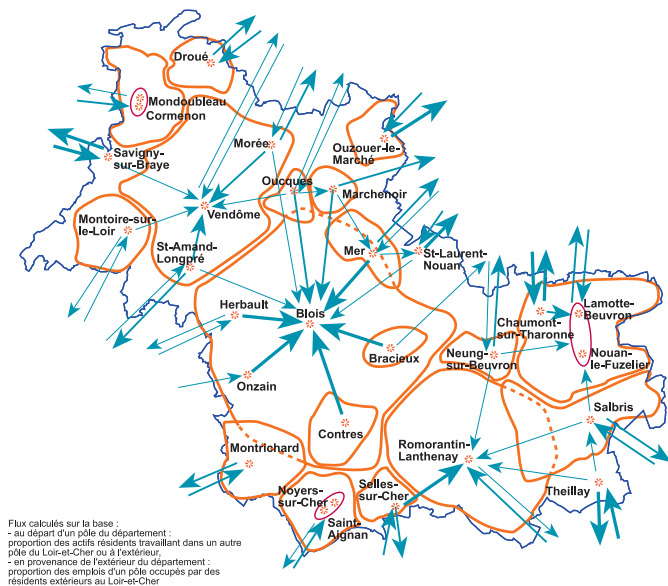 Droué
Mondoubleau
Cormenon
Savigny-
sur-Braye
Morée
Ouzouer-le-
Marché
Oucques
Marchenoir
Vendôme
Montoire-sur-
le-Loir
St-Amand-
Longpré
Mer
St-Laurent-
Nouan
Herbault
Blois
Lamotte-
Beuvron
Chaumont-
sur-Tharonne
Bracieux
Neung-
sur-Beuvron
Nouan-
le-Fuzelier
Onzain
Salbris
Contres
Montrichard
Romorantin-
Lanthenay
Theillay
Noyers-
sur-Cher
Selles-
sur-Cher
Saint-
Aignan
Flux calculés sur la base :
- au départ d'un pôle du département :
proportion des actifs résidents travaillant dans un autre
pôle du Loir-et-Cher ou à l'extérieur,
- en provenance de l'extérieur du département :
proportion des emplois d'un pôle occupés par des
résidents extérieurs au Loir-et-Cher